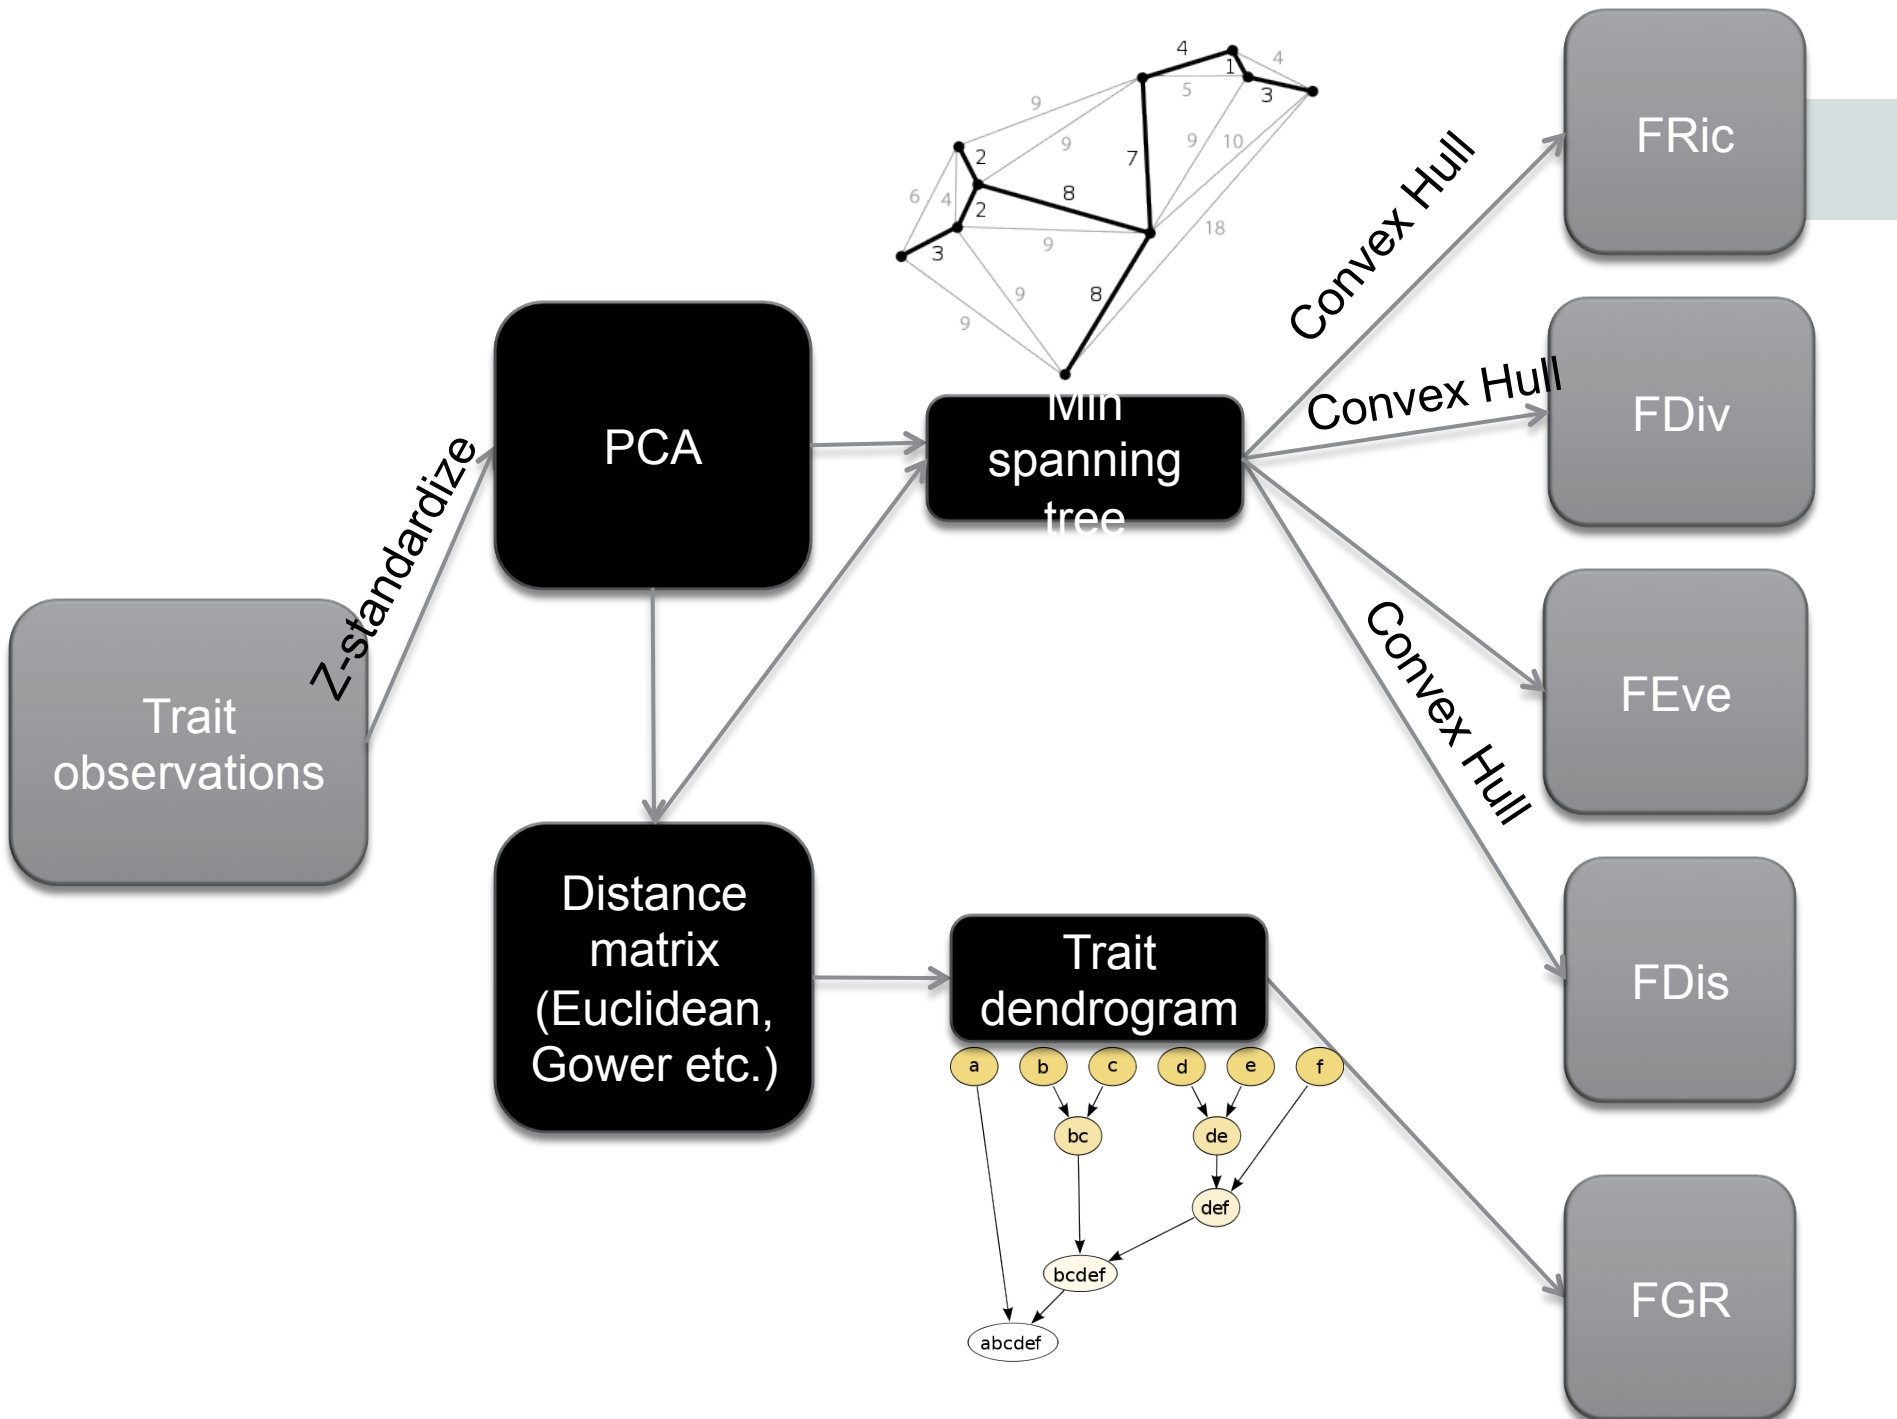 Trait
observations
Z-standardize
PCA
Distance
matrix
(Euclidean,
Gower etc.)
4
1
4
5
3
9
9
7
9
10
2
6
4
2
8
18
3
9
9
8
9
Min
spanning
tree
Trait
dendrogram
a
b
c
d
e
f
bc
de
def
bcdef
abcdef
Convex Hull
Convex Hull
Convex Hull
FRic
FDiv
FEve
FDis
FGR